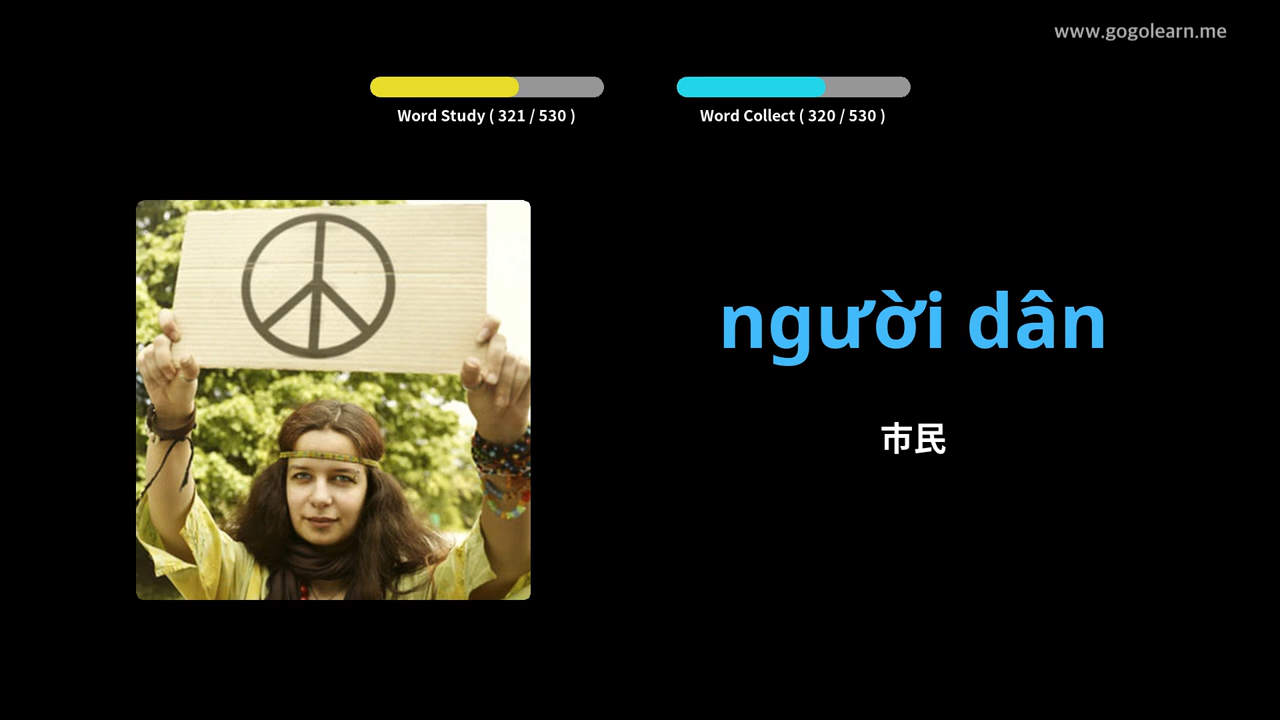 www.gogolearn.me
Word Study ( 321 / 530 )
Word Collect ( 320 / 530 )
người dân
市民